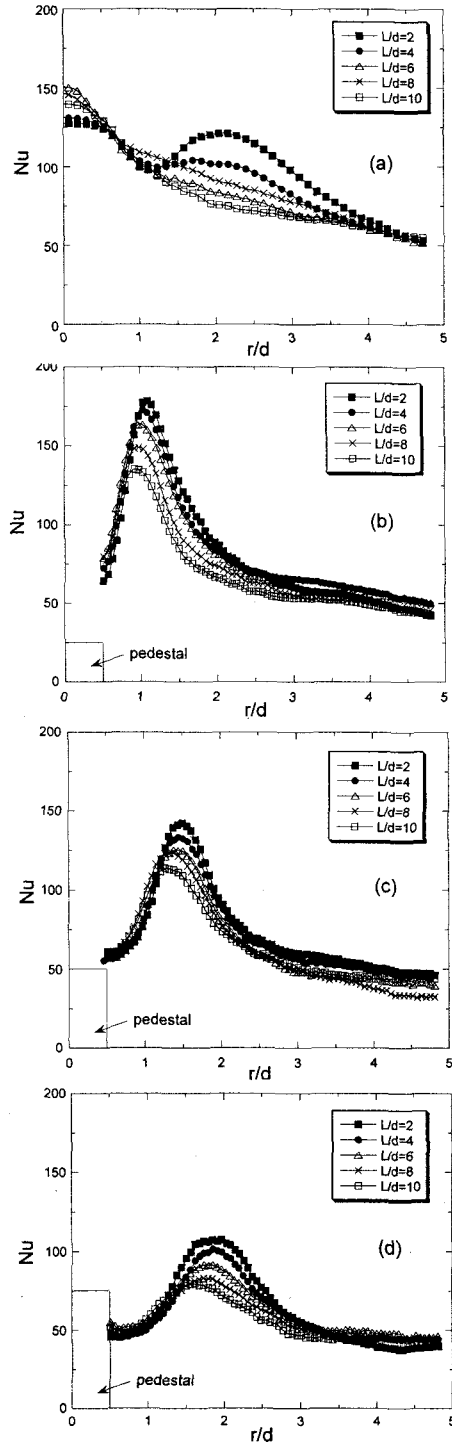 200
L/d=2
L/d=4
L/d=6
L/d=8
L/d=10
150
Nu
100
(a)
50
0
0 1 2 3 4 5
r/d
200
L/d=2
L/d=4
L/d=6
L/d=8
L/d=10
150
Nu
100
(b)
50
pedestal
0
0 1 2 3 4 5
r/d
200
L/d=2
L/d=4
L/d=6
L/d=8
L/d=10
150
Nu
100
(c)
50
pedestal
0
0 1 2 3 4 5
r/d
200
L/d=2
L/d=4
L/d=6
L/d=8
L/d=10
150
Nu
100
(d)
50
pedestal
0
0 1 2 3 4 5
r/d